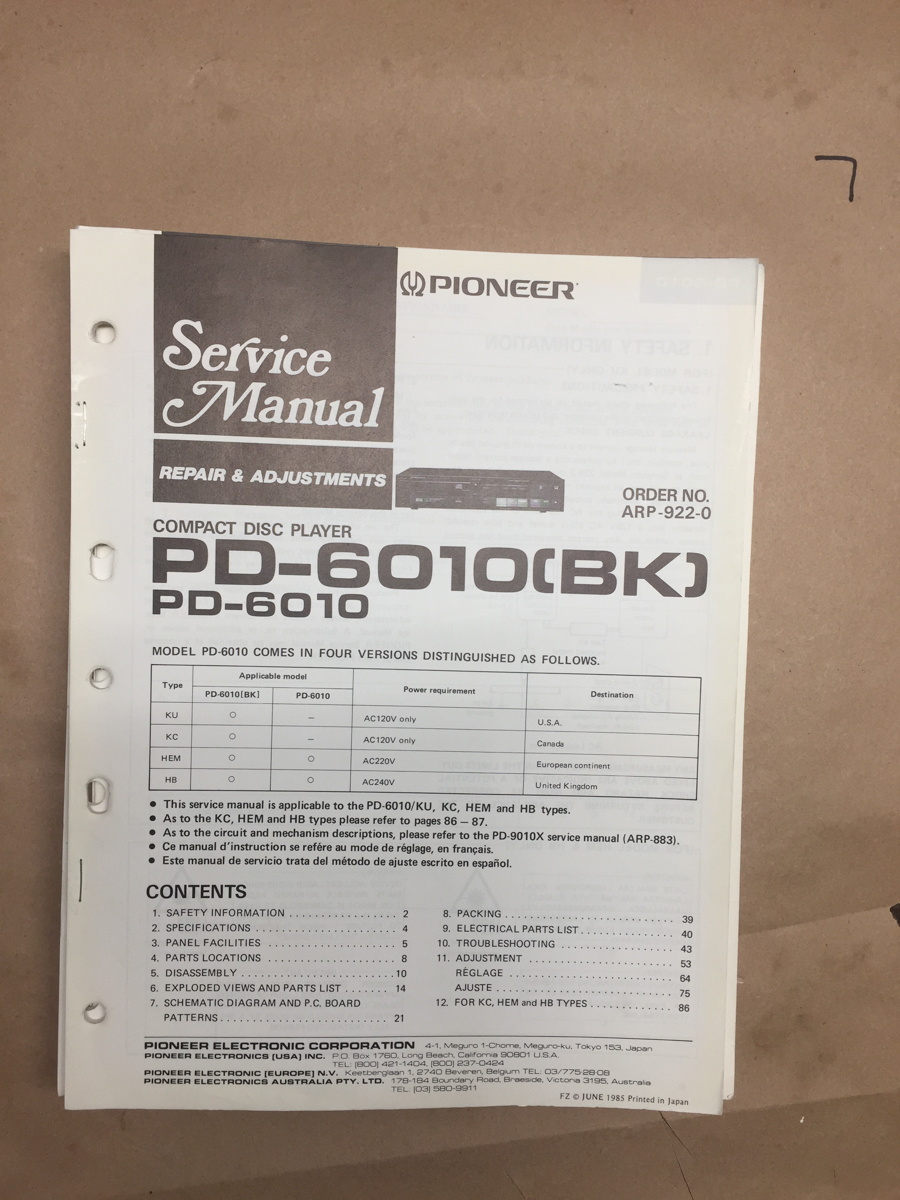 Service
Manual
PIONEER
REPAIR & ADJUSTMENTS
ORDER NO.
ARP-922-0
COMPACT DISC PLAYER
PD-6010(BK)
PD-6010
MODEL PD-6010 COMES IN FOUR VERSIONS DISTINGUISHED AS FOLLOWS.
Type Applicable model Power requirement Destination
PD-6010[BK] PD-6010
KU ○ – AC120V only U.S.A.
KC ○ – AC120V only Canada
HEM ○ ○ AC220V European continent
HB ○ ○ AC240V United Kingdom
● This service manual is applicable to the PD-6010/KU, KC, HEM and HB types.
● As to the KC, HEM and HB types please refer to pages 86 – 87.
● As to the circuit and mechanism descriptions, please refer to the PD-9010X service manual (ARP-883).
● Ce manual d'instruction se refére au mode de réglage, en français.
● Este manual de servicio trata del método de ajuste escrito en español.
CONTENTS
1. SAFETY INFORMATION . . . . . . . . . . . . . . . . 2
2. SPECIFICATIONS . . . . . . . . . . . . . . . . . . . . . 4
3. PANEL FACILITIES . . . . . . . . . . . . . . . . . . . . 5
4. PARTS LOCATIONS . . . . . . . . . . . . . . . . . . . 8
5. DISASSEMBLY . . . . . . . . . . . . . . . . . . . . . . . 10
6. EXPLODED VIEWS AND PARTS LIST . . . . . . . 14
7. SCHEMATIC DIAGRAM AND P.C. BOARD
PATTERNS . . . . . . . . . . . . . . . . . . . . . . . . . 21
8. PACKING . . . . . . . . . . . . . . . . . . . . . . . . . 39
9. ELECTRICAL PARTS LIST . . . . . . . . . . . . . . 40
10. TROUBLESHOOTING . . . . . . . . . . . . . . . . . 43
11. ADJUSTMENT . . . . . . . . . . . . . . . . . . . . . . 53
RÉGLAGE . . . . . . . . . . . . . . . . . . . . . . . . 64
AJUSTE . . . . . . . . . . . . . . . . . . . . . . . . . . 75
12. FOR KC, HEM and HB TYPES . . . . . . . . . . . . 86
PIONEER ELECTRONIC CORPORATION 4-1, Meguro 1-Chome, Meguro-ku, Tokyo 153, Japan
PIONEER ELECTRONICS [USA] INC. P.O. Box 1760, Long Beach, California 90801 U.S.A.
TEL: (800) 421-1404, (800) 237-0424
PIONEER ELECTRONIC [EUROPE] N.V. Keetberglaan 1, 2740 Beveren, Belgium TEL: 03/775·28·08
PIONEER ELECTRONICS AUSTRALIA PTY. LTD. 178-184 Boundary Road, Braeside, Victoria 3195, Australia
TEL: (03) 580-9911
FZ © JUNE 1985 Printed in Japan